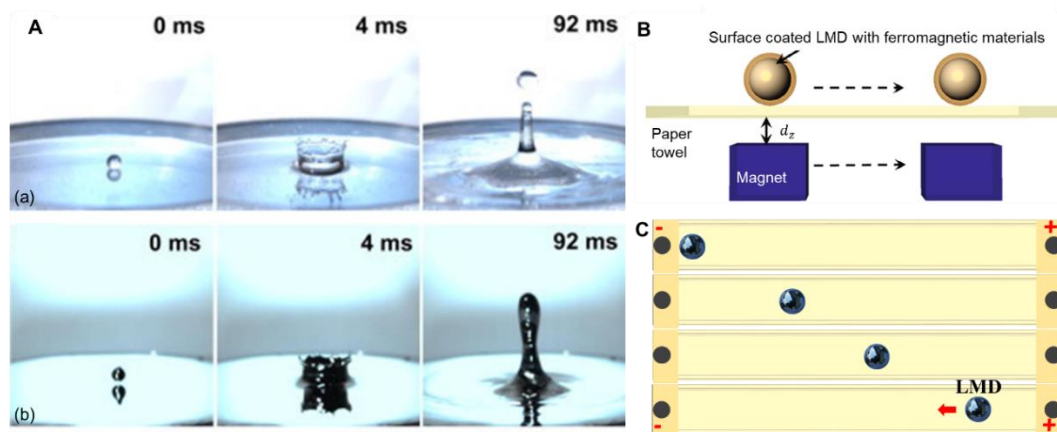 A
0 ms
4 ms
92 ms
(a)
0 ms
4 ms
92 ms
(b)
B
Surface coated LMD with ferromagnetic materials
Paper
towel
d_z
Magnet
C
-
+
LMD
-
+